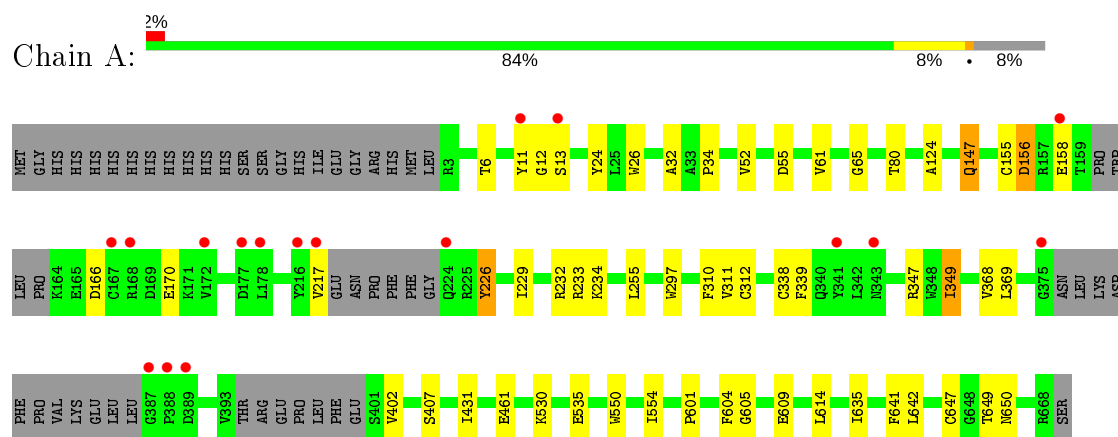 2%
Chain A:
84% 8% • 8%
MET GLY HIS HIS HIS HIS HIS HIS HIS HIS HIS HIS SER SER GLY HIS ILE GLU GLY ARG HIS MET LEU R3 T6 Y11 G12 S13 Y24 L25 W26 A32 A33 P34 V52 D55 V61 G65 T80 A124 Q147 C155 D156 R157 E158 T159 PRO TRP
LEU PRO K164 E165 D166 C167 R168 D169 E170 K171 V172 D177 L178 Y216 V217 GLU ASN PRO PHE PHE GLY Q224 R225 Y226 I229 R232 R233 K234 L255 W297 F310 V311 C312 C338 F339 Q340 Y341 L342 N343 R347 W348 I349 V368 L369 G375 ASN LEU LYS ASP
PHE PRO VAL LYS GLU LEU LEU G387 P388 D389 V393 THR ARG GLU PRO LEU PHE GLU S401 V402 S407 I431 E461 K530 E535 W550 I554 P601 F604 G605 E609 L614 I635 F641 L642 C647 G648 T649 N650 R668 SER